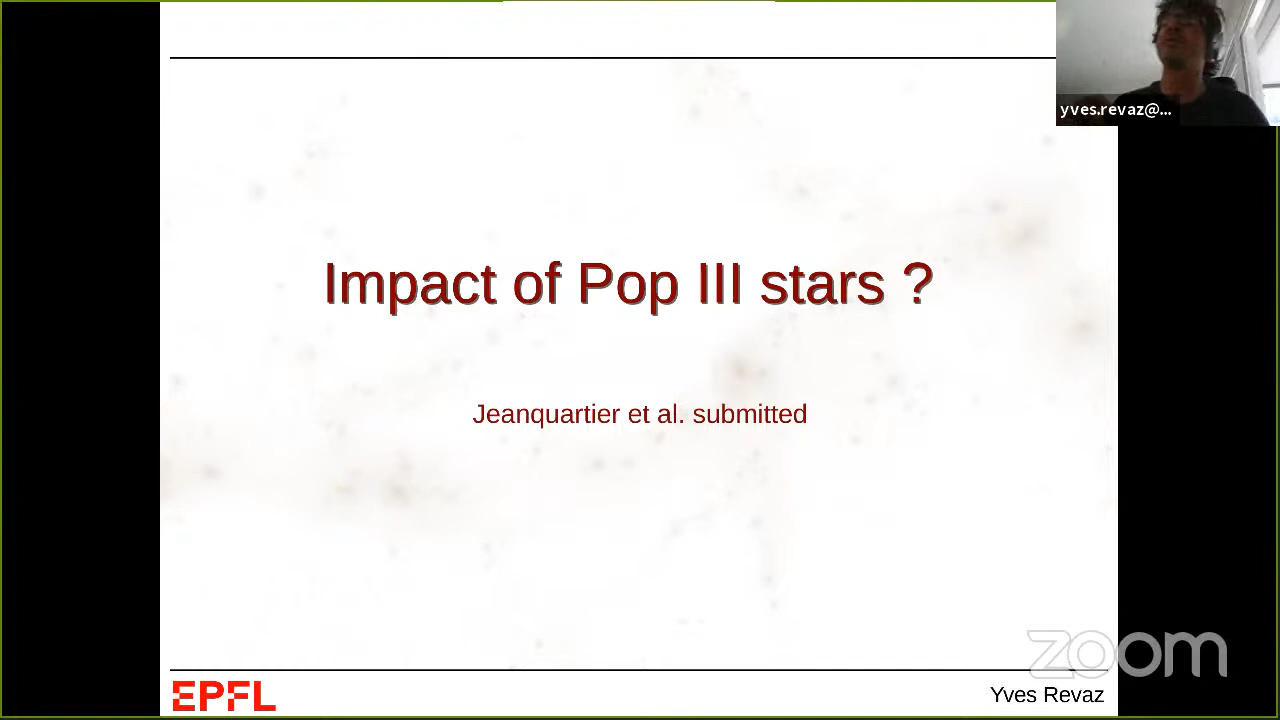 yves.revaz@...
Impact of Pop III stars ?
Jeanquartier et al. submitted
zoom
EPFL
Yves Revaz